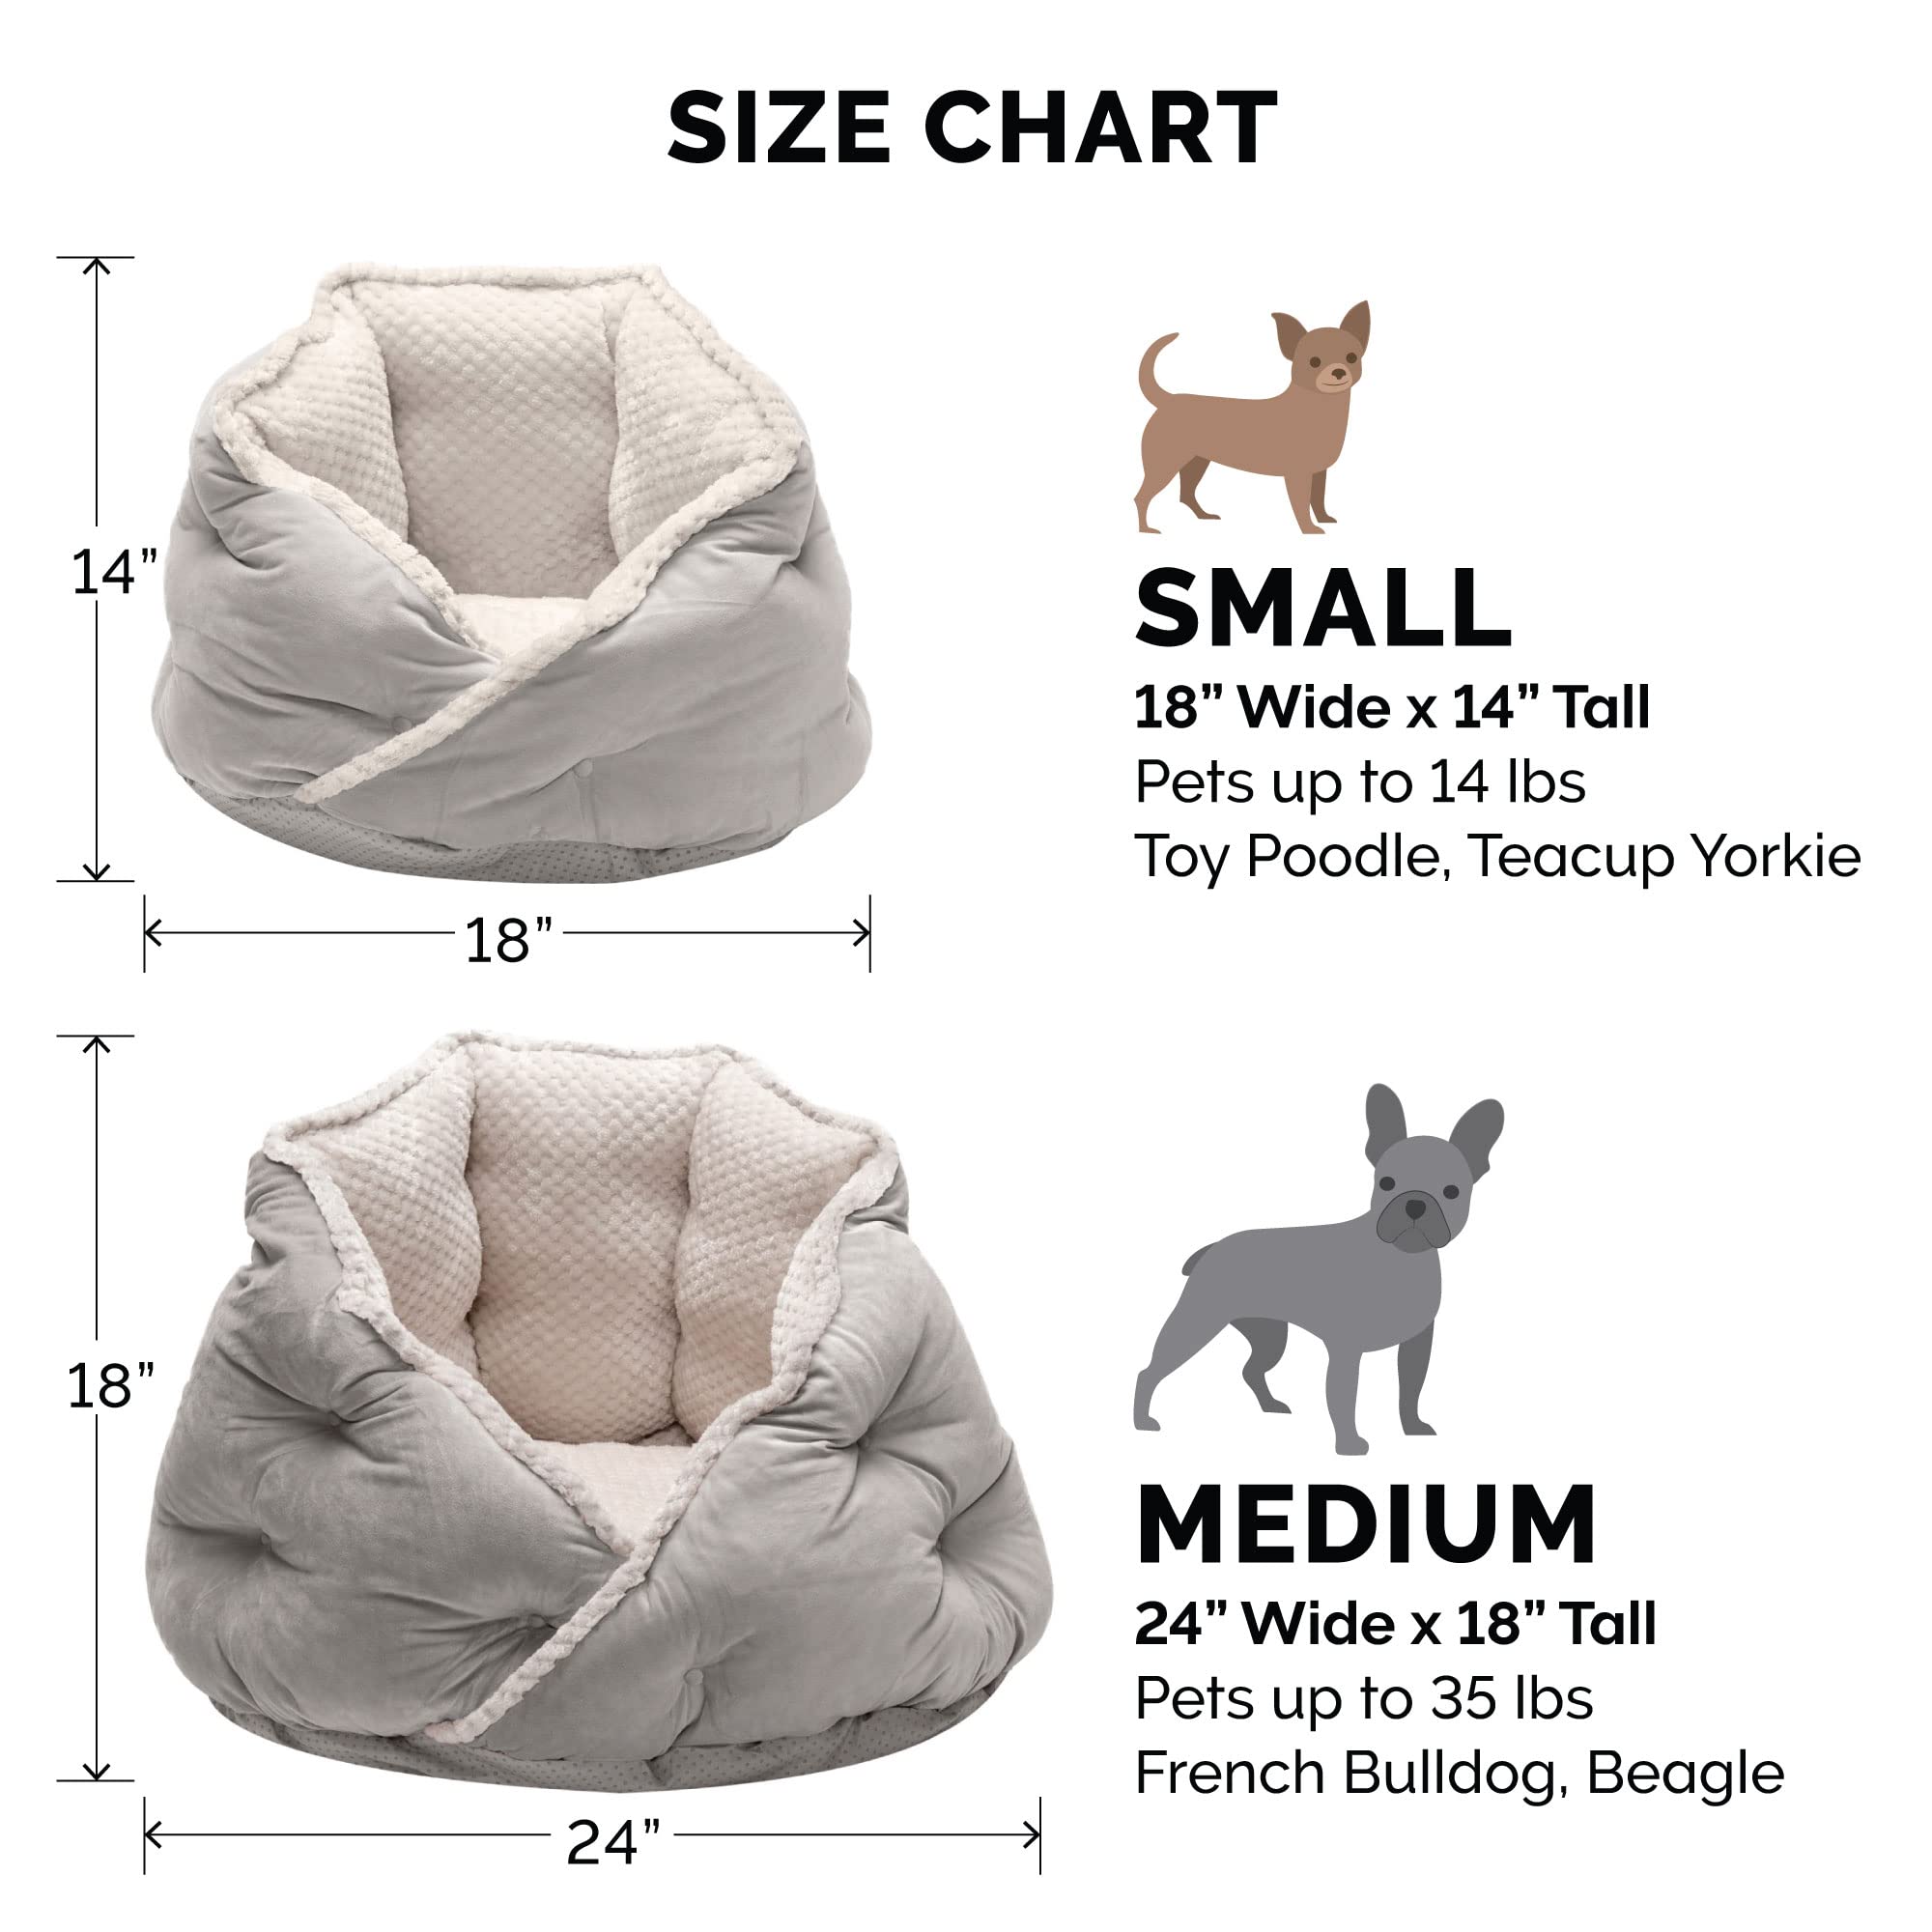 SIZE CHART
14”
18”
SMALL
18” Wide x 14” Tall
Pets up to 14 lbs
Toy Poodle, Teacup Yorkie
18”
24”
MEDIUM
24” Wide x 18” Tall
Pets up to 35 lbs
French Bulldog, Beagle